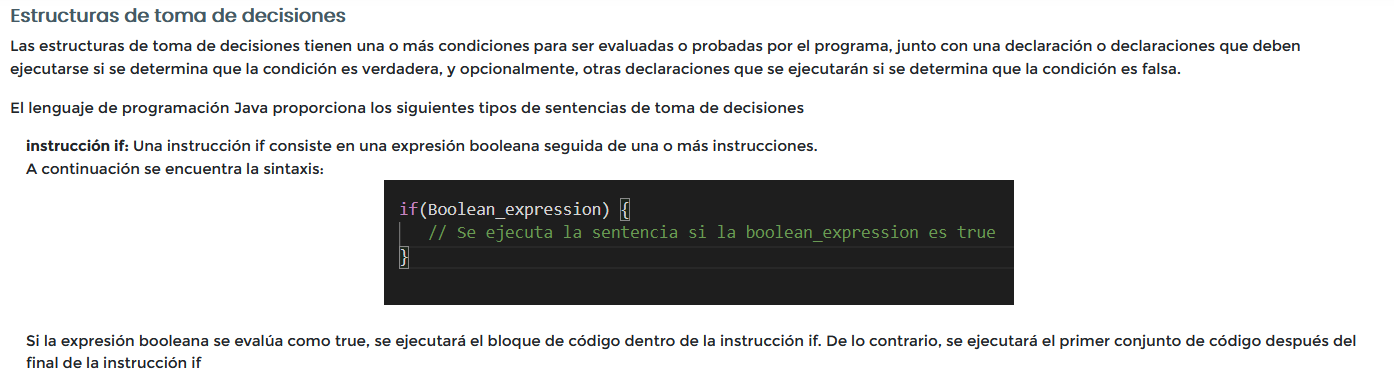 Estructuras de toma de decisiones
Las estructuras de toma de decisiones tienen una o más condiciones para ser evaluadas o probadas por el programa, junto con una declaración o declaraciones que deben
ejecutarse si se determina que la condición es verdadera, y opcionalmente, otras declaraciones que se ejecutarán si se determina que la condición es falsa.
El lenguaje de programación Java proporciona los siguientes tipos de sentencias de toma de decisiones
instrucción if: Una instrucción if consiste en una expresión booleana seguida de una o más instrucciones.
A continuación se encuentra la sintaxis:
if(Boolean_expression) {
// Se ejecuta la sentencia si la boolean_expression es true
}
Si la expresión booleana se evalúa como true, se ejecutará el bloque de código dentro de la instrucción if. De lo contrario, se ejecutará el primer conjunto de código después del
final de la instrucción if